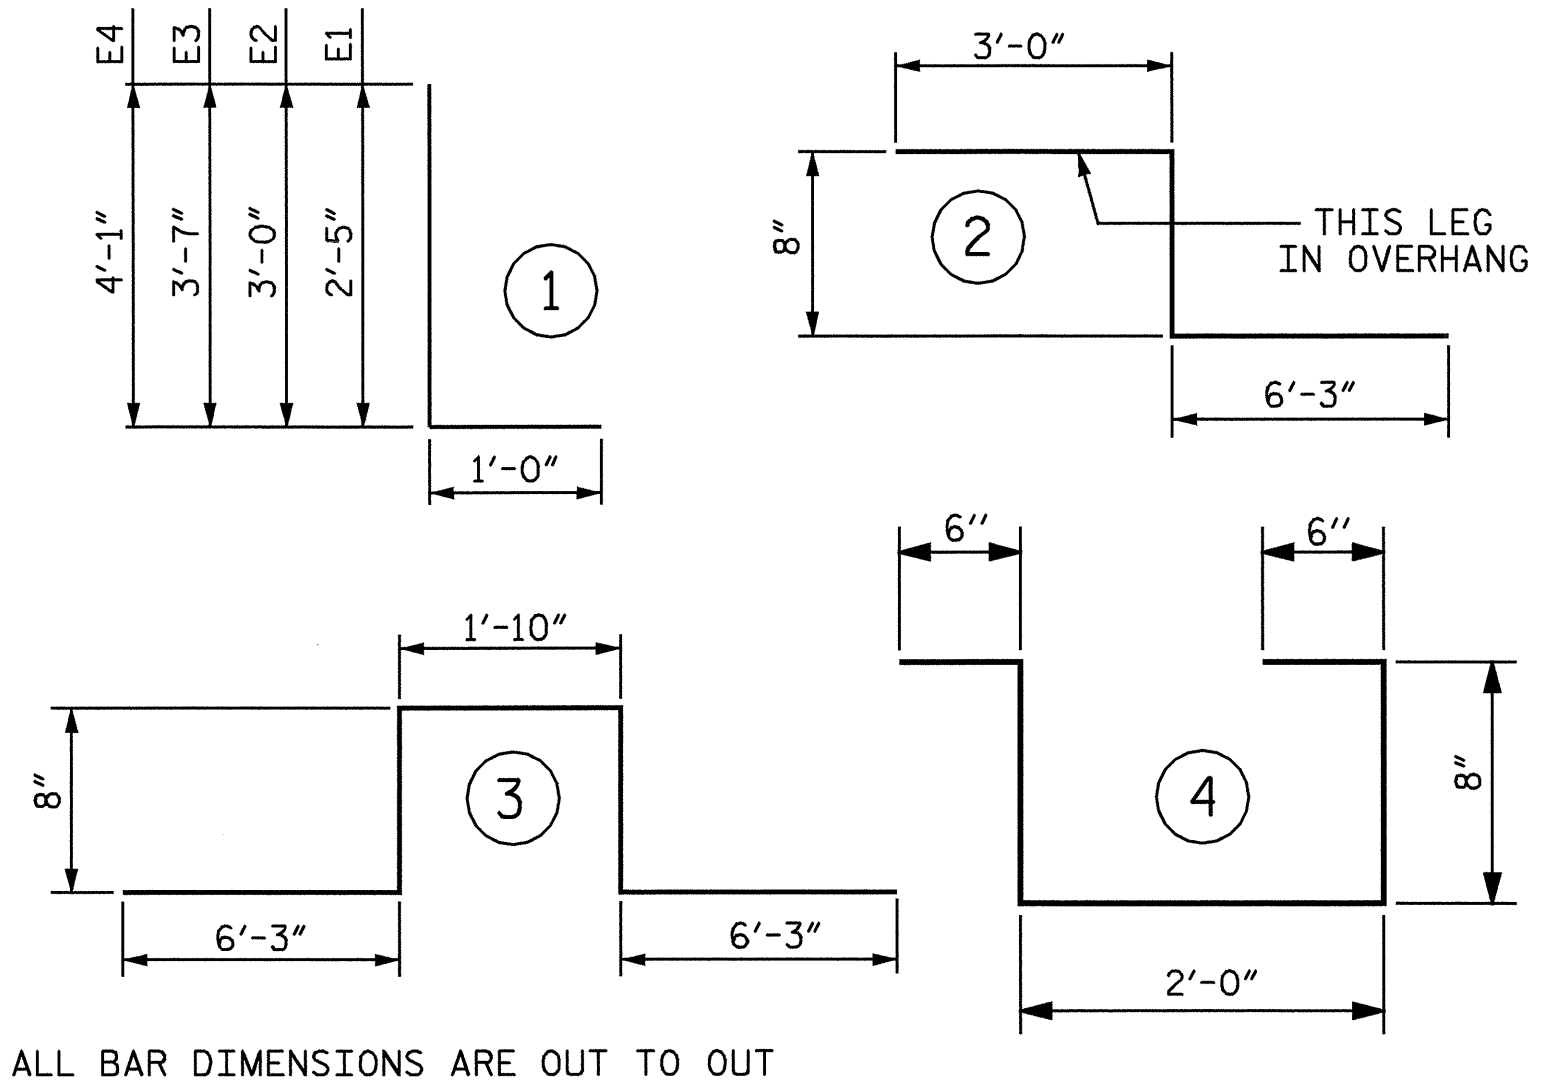 E4
E3
E2
E1
4'-1"
3'-7"
3'-0"
2'-5"
1
1'-0"
3'-0"
8"
2
THIS LEG
IN OVERHANG
6'-3"
1'-10"
8"
3
6'-3"
6'-3"
6''
6''
4
8"
2'-0"
ALL BAR DIMENSIONS ARE OUT TO OUT